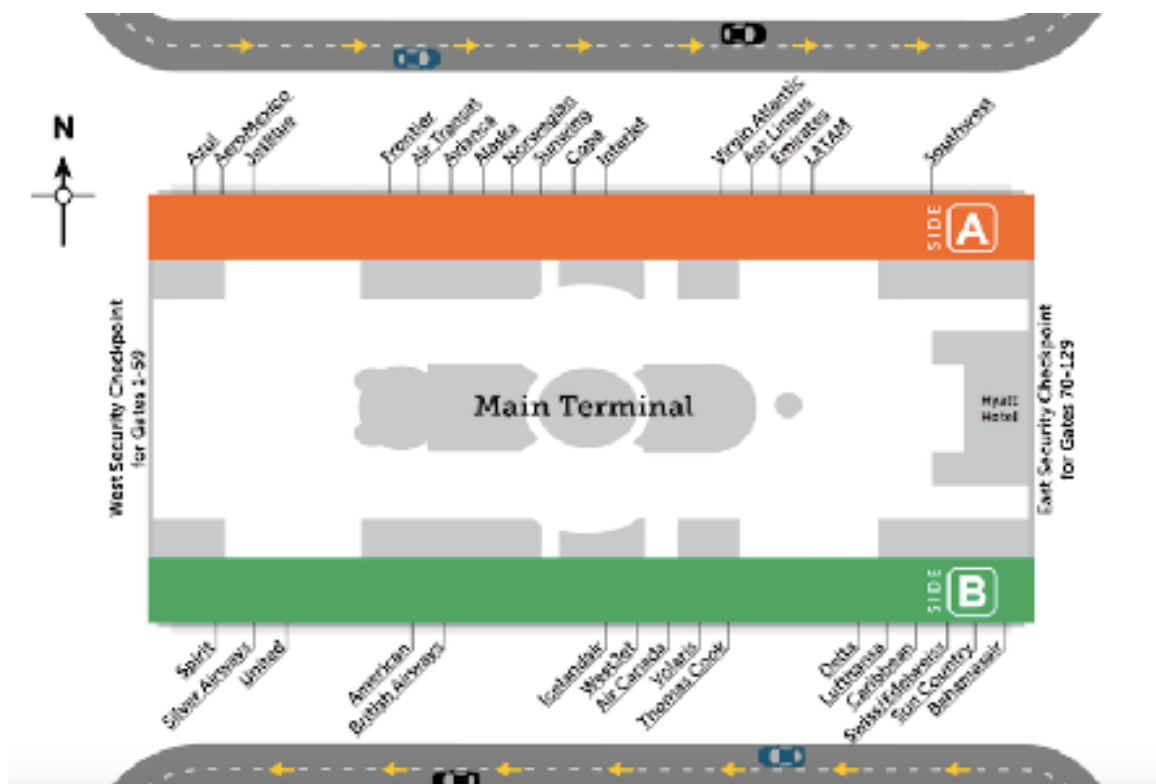 N
Azul
AeroMexico
JetBlue
Frontier
Air Transat
Avianca
Alaska
Norwegian
Sunwing
Copa
Interjet
Virgin Atlantic
Aer Lingus
Emirates
LATAM
Southwest
SIDE A
West Security Checkpoint
for Gates 1-59
Main Terminal
Hyatt
Hotel
East Security Checkpoint
for Gates 70-129
SIDE B
Spirit
Silver Airways
United
American
British Airways
Icelandair
WestJet
Air Canada
Volaris
Thomas Cook
Delta
Lufthansa
Caribbean
Swiss/Edelweiss
Sun Country
Bahamasair